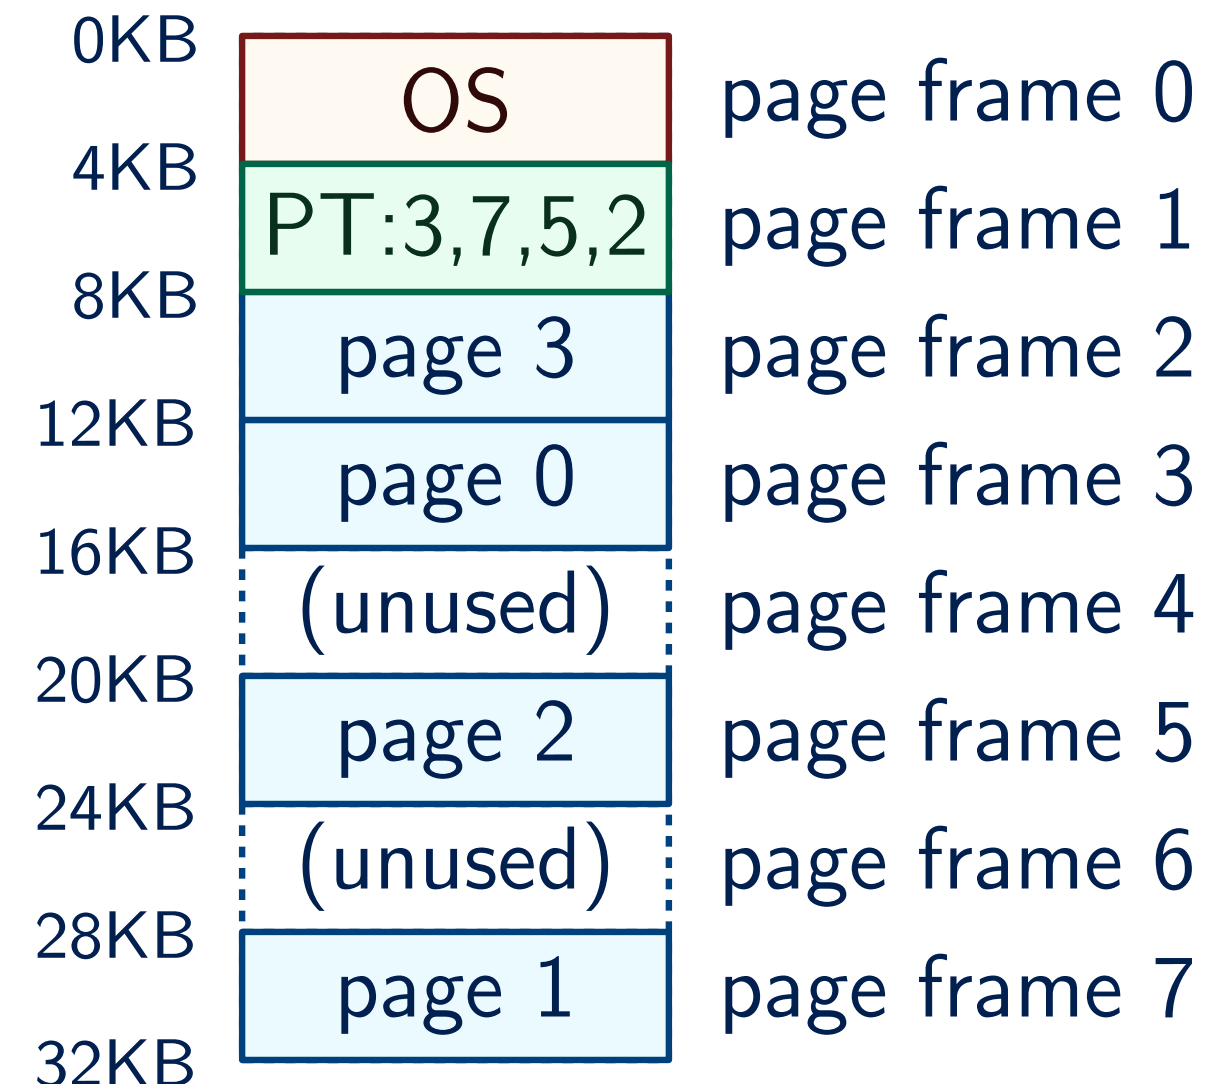 0KB
OS page frame 0
4KB
PT:3,7,5,2 page frame 1
8KB
page 3 page frame 2
12KB
page 0 page frame 3
16KB
(unused) page frame 4
20KB
page 2 page frame 5
24KB
(unused) page frame 6
28KB
page 1 page frame 7
32KB